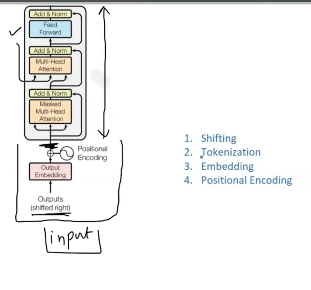 Add & Norm
Feed
Forward
Add & Norm
Multi-Head
Attention
Add & Norm
Masked
Multi-Head
Attention
Positional
Encoding
Output
Embedding
Outputs
(shifted right)
input
1. Shifting
2. Tokenization
3. Embedding
4. Positional Encoding